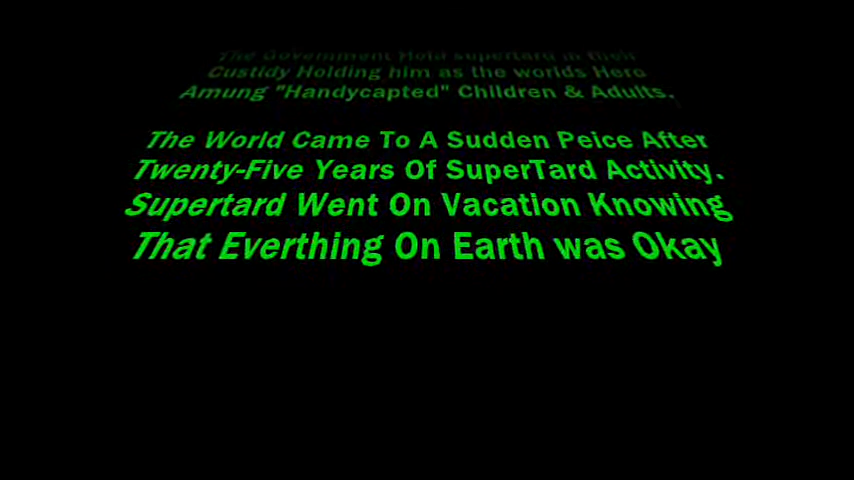 The Government Hold supertard in their
Custidy Holding him as the worlds Hero
Amung "Handycapted" Children & Adults.
The World Came To A Sudden Peice After
Twenty-Five Years Of SuperTard Activity.
Supertard Went On Vacation Knowing
That Everthing On Earth was Okay